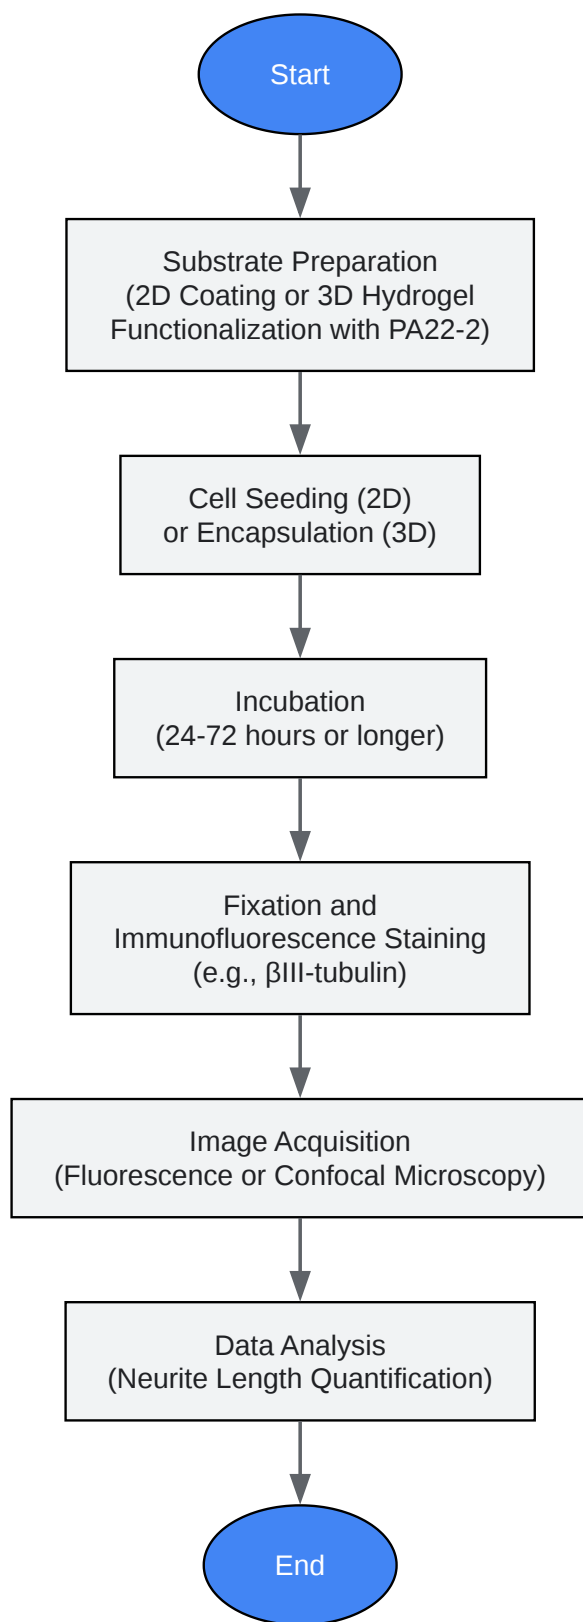 Start
Substrate Preparation
(2D Coating or 3D Hydrogel
Functionalization with PA22-2)
Cell Seeding (2D)
or Encapsulation (3D)
Incubation
(24-72 hours or longer)
Fixation and
Immunofluorescence Staining
(e.g., βIII-tubulin)
Image Acquisition
(Fluorescence or Confocal Microscopy)
Data Analysis
(Neurite Length Quantification)
End